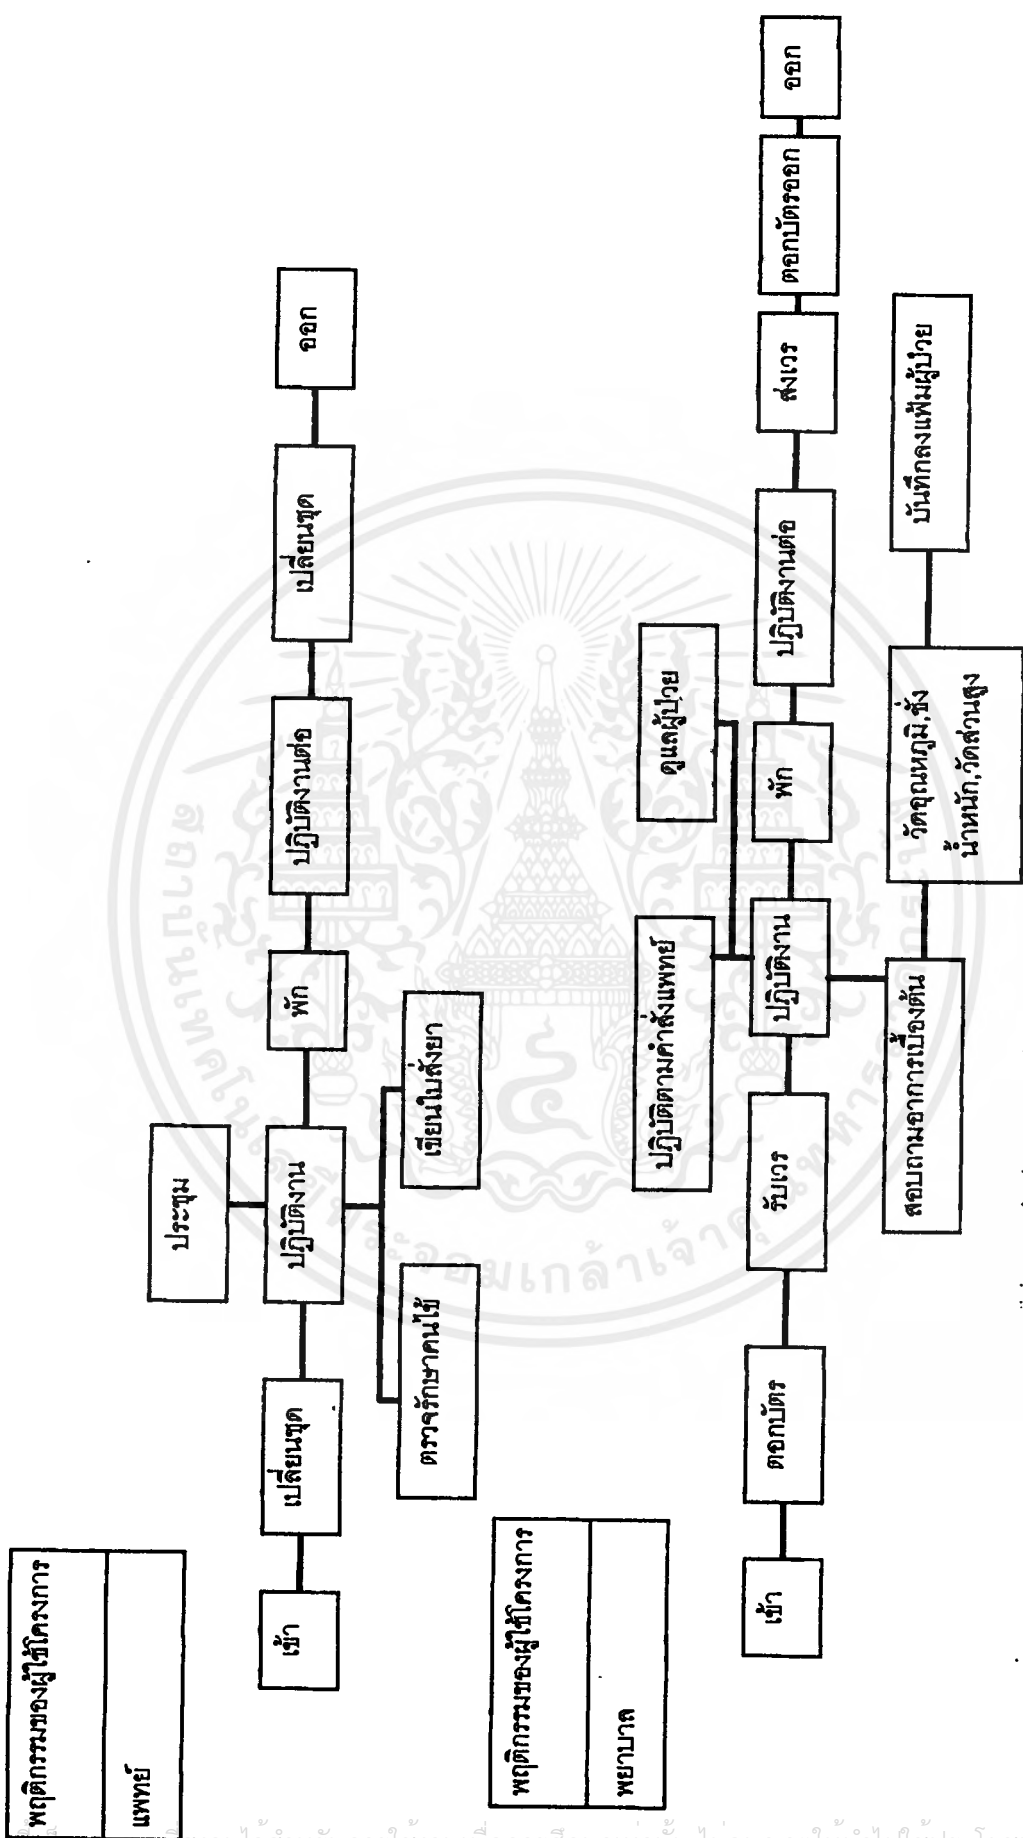 พฤติกรรมของผู้ใช้โครงการ
แพทย์
เข้า
เปลี่ยนชุด
ประชุม
ปฏิบัติงาน
ตรวจรักษาคนไข้
เขียนใบสั่งยา
พัก
ปฏิบัติงานต่อ
เปลี่ยนชุด
ออก
พฤติกรรมของผู้ใช้โครงการ
พยาบาล
เข้า
ตอกบัตร
รับเวร
ปฏิบัติตามคำสั่งแพทย์
ดูแลผู้ป่วย
ปฏิบัติงาน
สอบถามอาการเบื้องต้น
วัดอุณหภูมิ,ชั่ง
น้ำหนัก,วัดส่วนสูง
บันทึกลงแฟ้มผู้ป่วย
พัก
ปฏิบัติงานต่อ
ส่งเวร
ตอกบัตรออก
ออก